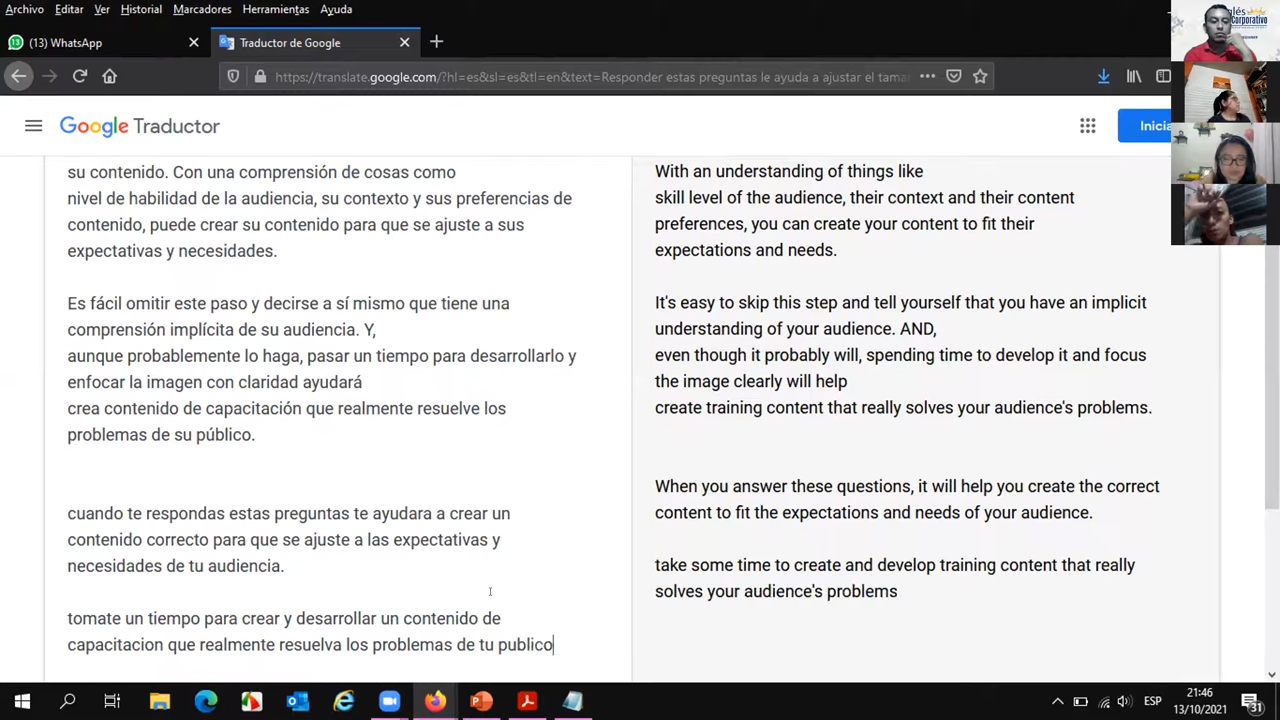 Archivo Editar Ver Historial Marcadores Herramientas Ayuda
(13) WhatsApp
Traductor de Google
https://translate.google.com/?hl=es&sl=es&tl=en&text=Responder estas preguntas le ayuda a ajustar el tama
Google Traductor
Inicia
su contenido. Con una comprensión de cosas como
nivel de habilidad de la audiencia, su contexto y sus preferencias de
contenido, puede crear su contenido para que se ajuste a sus
expectativas y necesidades.
Es fácil omitir este paso y decirse a sí mismo que tiene una
comprensión implícita de su audiencia. Y,
aunque probablemente lo haga, pasar un tiempo para desarrollarlo y
enfocar la imagen con claridad ayudará
crea contenido de capacitación que realmente resuelve los
problemas de su público.
cuando te respondas estas preguntas te ayudara a crear un
contenido correcto para que se ajuste a las expectativas y
necesidades de tu audiencia.
tomate un tiempo para crear y desarrollar un contenido de
capacitacion que realmente resuelva los problemas de tu publico
With an understanding of things like
skill level of the audience, their context and their content
preferences, you can create your content to fit their
expectations and needs.
It's easy to skip this step and tell yourself that you have an implicit
understanding of your audience. AND,
even though it probably will, spending time to develop it and focus
the image clearly will help
create training content that really solves your audience's problems.
When you answer these questions, it will help you create the correct
content to fit the expectations and needs of your audience.
take some time to create and develop training content that really
solves your audience's problems
glés
Corporativo
ESP
21:46
13/10/2021
31